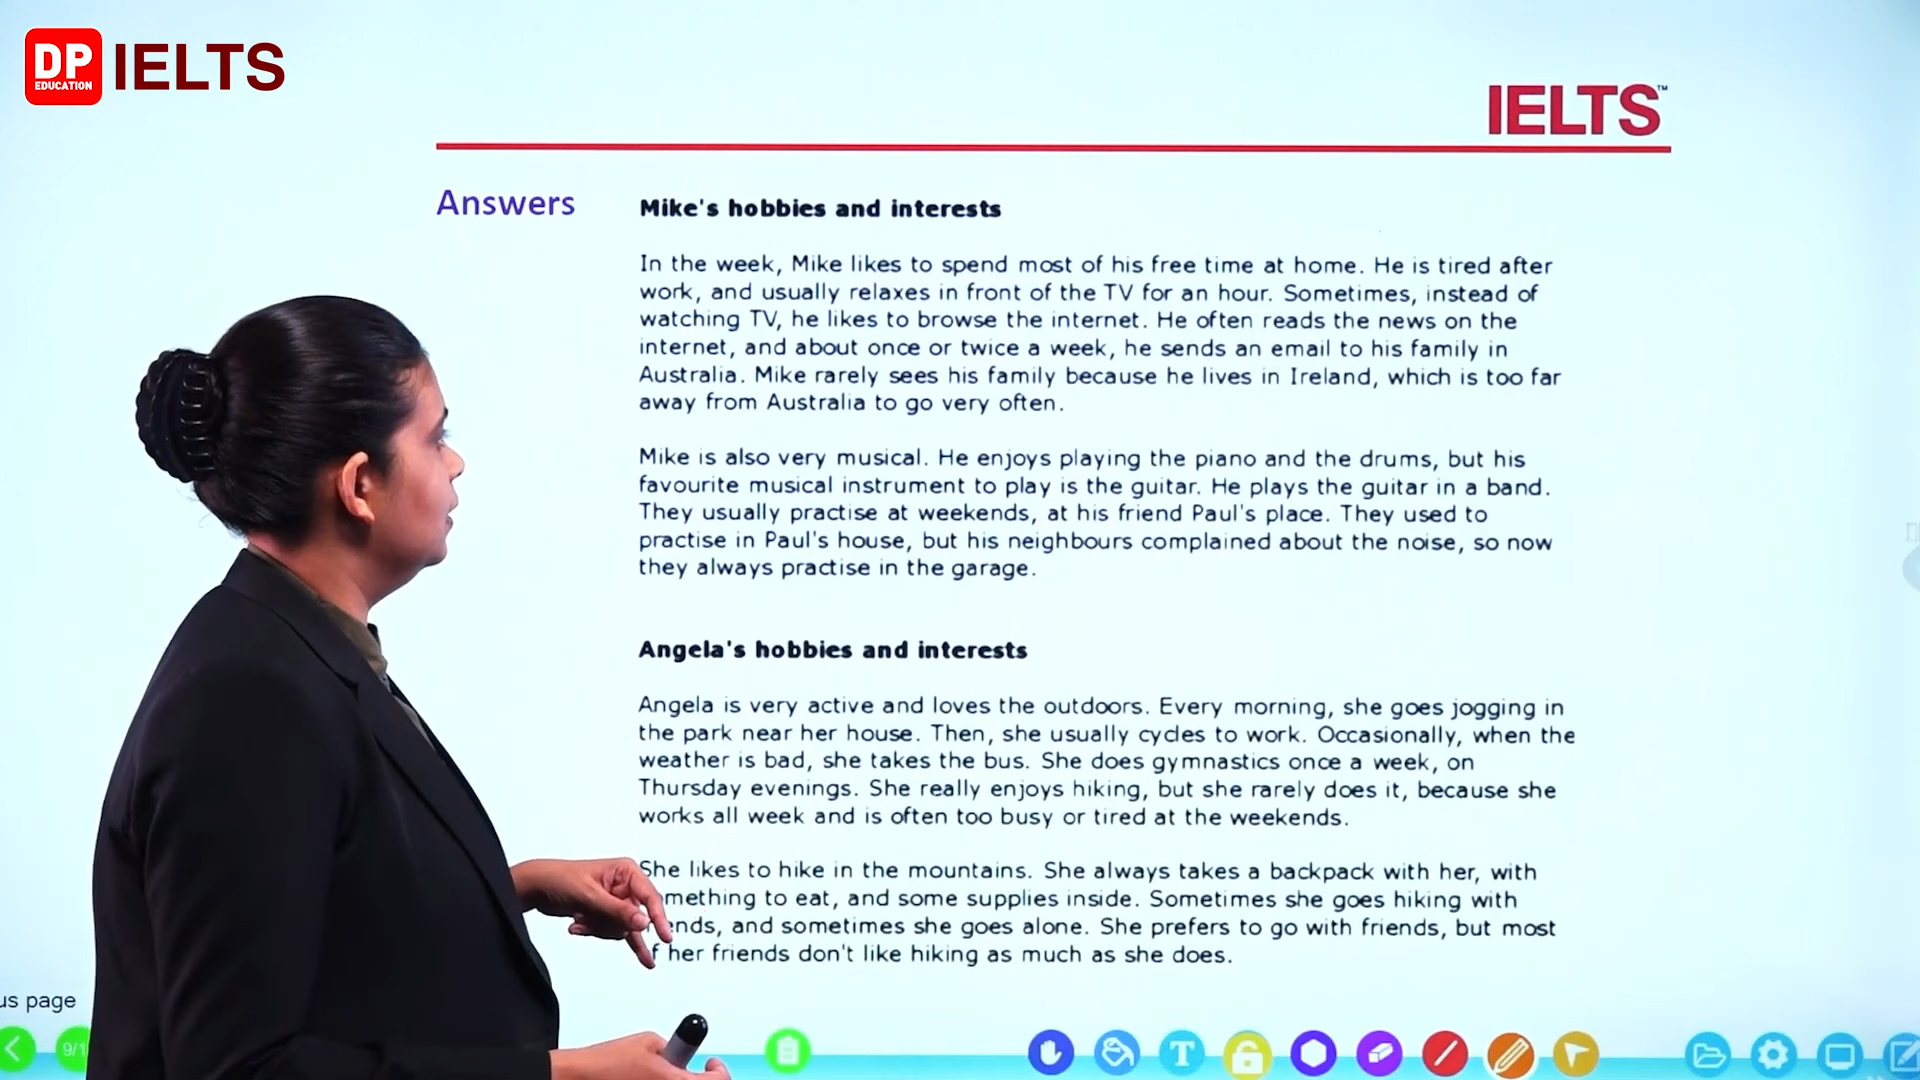 DP
EDUCATION
IELTS
IELTS™
Answers
Mike's hobbies and interests
In the week, Mike likes to spend most of his free time at home. He is tired after
work, and usually relaxes in front of the TV for an hour. Sometimes, instead of
watching TV, he likes to browse the internet. He often reads the news on the
internet, and about once or twice a week, he sends an email to his family in
Australia. Mike rarely sees his family because he lives in Ireland, which is too far
away from Australia to go very often.
Mike is also very musical. He enjoys playing the piano and the drums, but his
favourite musical instrument to play is the guitar. He plays the guitar in a band.
They usually practise at weekends, at his friend Paul's place. They used to
practise in Paul's house, but his neighbours complained about the noise, so now
they always practise in the garage.
Angela's hobbies and interests
Angela is very active and loves the outdoors. Every morning, she goes jogging in
the park near her house. Then, she usually cycles to work. Occasionally, when the
weather is bad, she takes the bus. She does gymnastics once a week, on
Thursday evenings. She really enjoys hiking, but she rarely does it, because she
works all week and is often too busy or tired at the weekends.
She likes to hike in the mountains. She always takes a backpack with her, with
to eat, and some supplies inside. Sometimes she goes hiking with
and sometimes she goes alone. She prefers to go with friends, but most
her friends don't like hiking as much as she does.
page
9/1
T